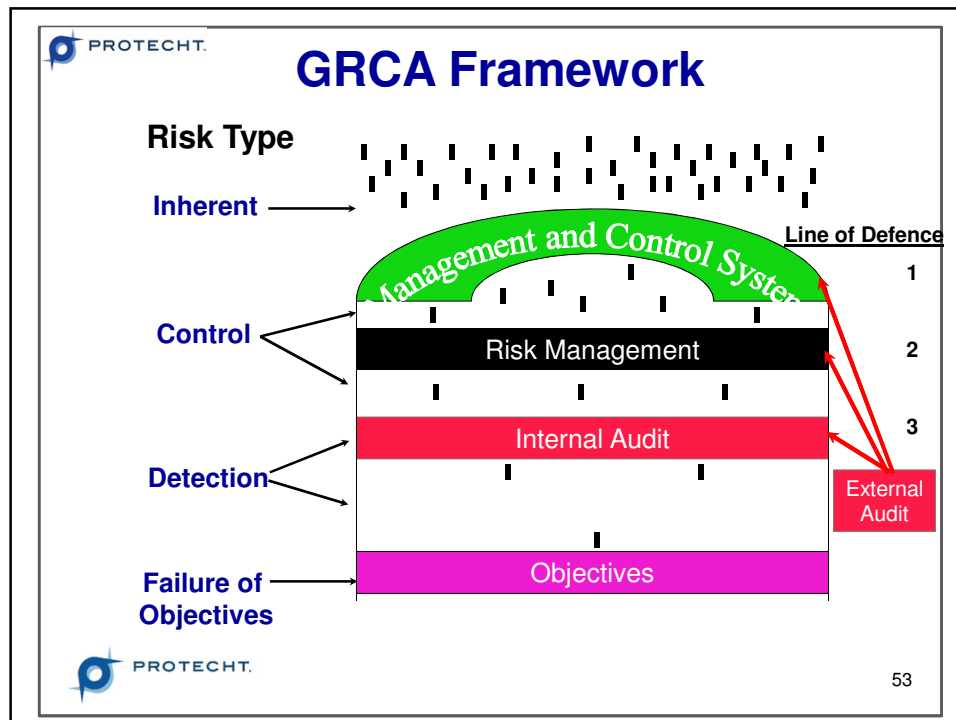 PROTECHT.
GRCA Framework
Risk Type
Inherent
Management and Control System
Line of Defence
1
Control
Risk Management
2
3
Internal Audit
Detection
External
Audit
Objectives
Failure of
Objectives
PROTECHT.
53